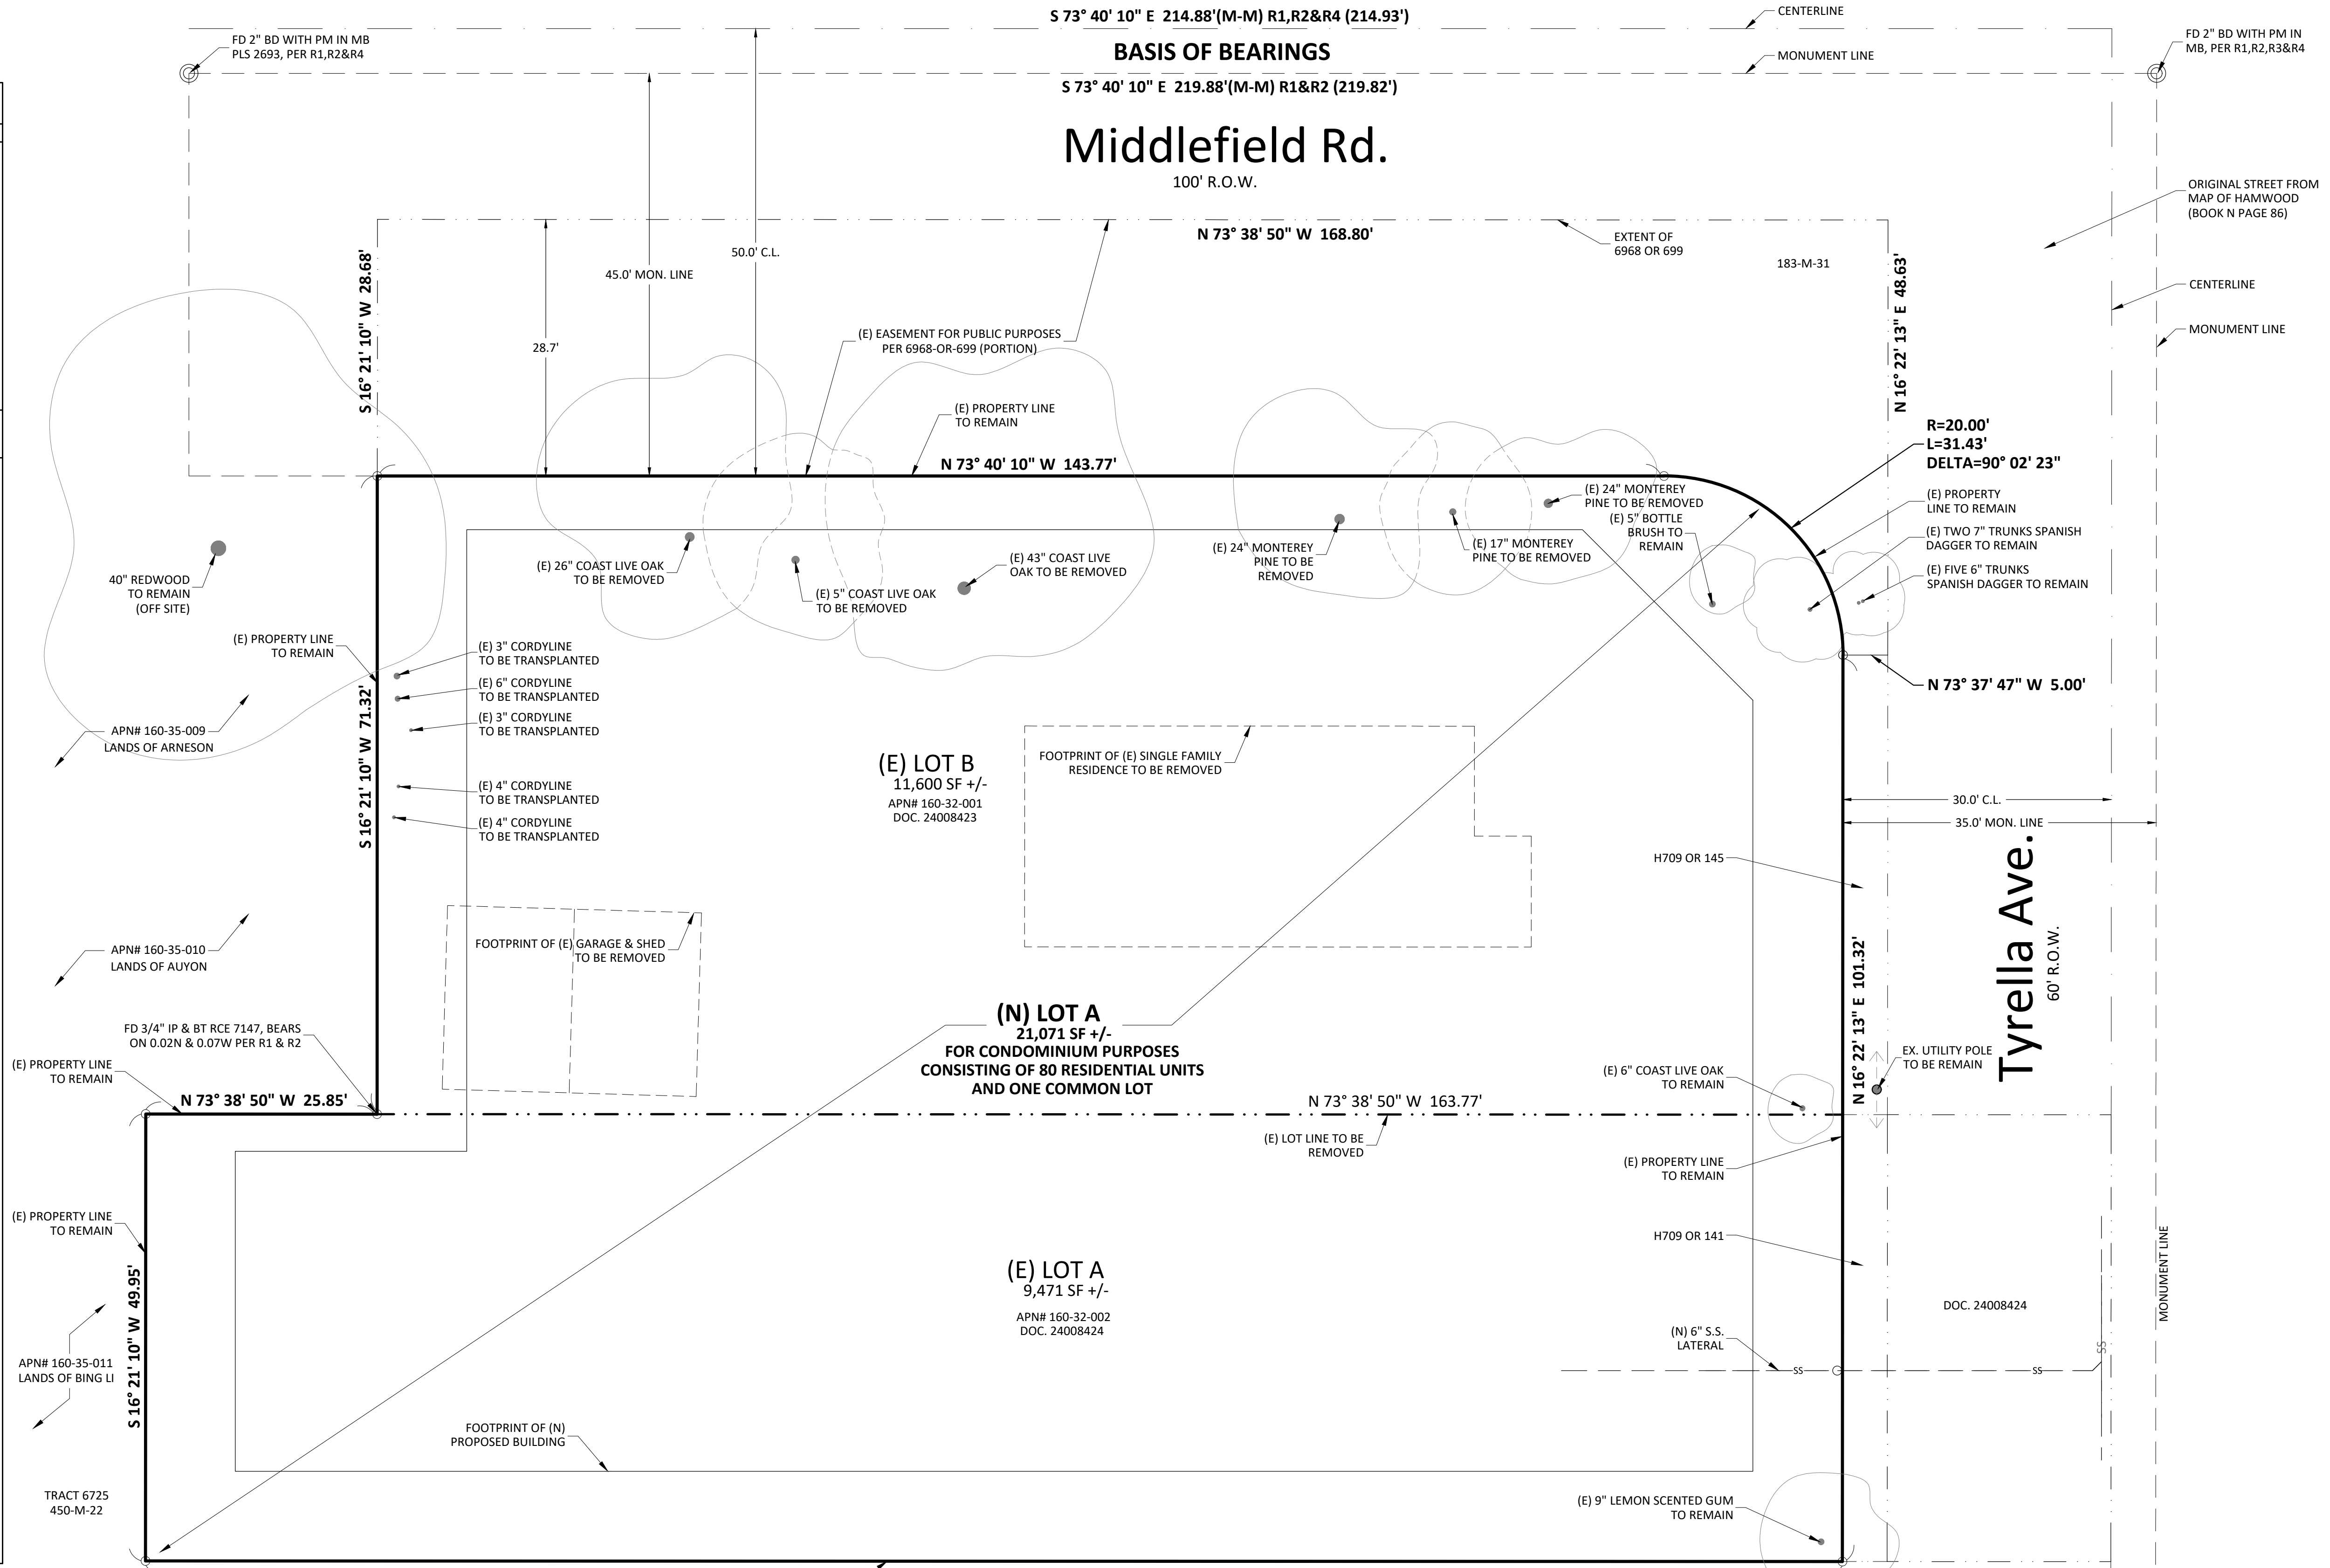 S 73° 40' 10" E  214.88'(M-M) R1,R2&R4 (214.93')
CENTERLINE
FD 2" BD WITH PM IN MB
PLS 2693, PER R1,R2&R4
BASIS OF BEARINGS
MONUMENT LINE
FD 2" BD WITH PM IN
MB, PER R1,R2,R3&R4
S 73° 40' 10" E  219.88'(M-M) R1&R2 (219.82')
Middlefield Rd.
100' R.O.W.
ORIGINAL STREET FROM
MAP OF HAMWOOD
(BOOK N PAGE 86)
N 73° 38' 50" W  168.80'
EXTENT OF
6968 OR 699
183-M-31
50.0' C.L.
45.0' MON. LINE
28.7'
S 16° 21' 10" W  28.68'
N 16° 22' 13" E  48.63'
CENTERLINE
MONUMENT LINE
(E) EASEMENT FOR PUBLIC PURPOSES
PER 6968-OR-699 (PORTION)
(E) PROPERTY LINE
TO REMAIN
N 73° 40' 10" W  143.77'
R=20.00'
L=31.43'
DELTA=90° 02' 23"
(E) PROPERTY
LINE TO REMAIN
(E) TWO 7" TRUNKS SPANISH
DAGGER TO REMAIN
(E) FIVE 6" TRUNKS
SPANISH DAGGER TO REMAIN
(E) 24" MONTEREY
PINE TO BE REMOVED
(E) 5" BOTTLE
BRUSH TO
REMAIN
(E) 17" MONTEREY
PINE TO BE REMOVED
(E) 24" MONTEREY
PINE TO BE
REMOVED
(E) 43" COAST LIVE
OAK TO BE REMOVED
(E) 26" COAST LIVE OAK
TO BE REMOVED
(E) 5" COAST LIVE OAK
TO BE REMOVED
40" REDWOOD
TO REMAIN
(OFF SITE)
(E) PROPERTY LINE
TO REMAIN
(E) 3" CORDYLINE
TO BE TRANSPLANTED
(E) 6" CORDYLINE
TO BE TRANSPLANTED
(E) 3" CORDYLINE
TO BE TRANSPLANTED
(E) 4" CORDYLINE
TO BE TRANSPLANTED
(E) 4" CORDYLINE
TO BE TRANSPLANTED
S 16° 21' 10" W  71.32'
APN# 160-35-009
LANDS OF ARNESON
N 73° 37' 47" W  5.00'
(E) LOT B
11,600 SF +/-
APN# 160-32-001
DOC. 24008423
FOOTPRINT OF (E) SINGLE FAMILY
RESIDENCE TO BE REMOVED
30.0' C.L.
35.0' MON. LINE
H709 OR 145
Tyrella Ave.
60' R.O.W.
N 16° 22' 13" E  101.32'
APN# 160-35-010
LANDS OF AUYON
FOOTPRINT OF (E) GARAGE & SHED
TO BE REMOVED
(N) LOT A
21,071 SF +/-
FOR CONDOMINIUM PURPOSES
CONSISTING OF 80 RESIDENTIAL UNITS
AND ONE COMMON LOT
FD 3/4" IP & BT RCE 7147, BEARS
ON 0.02N & 0.07W PER R1 & R2
(E) PROPERTY LINE
TO REMAIN
N 73° 38' 50" W  25.85'
N 73° 38' 50" W  163.77'
(E) 6" COAST LIVE OAK
TO REMAIN
EX. UTILITY POLE
TO BE REMAIN
(E) LOT LINE TO BE
REMOVED
(E) PROPERTY LINE
TO REMAIN
(E) PROPERTY LINE
TO REMAIN
H709 OR 141
MONUMENT LINE
(E) LOT A
9,471 SF +/-
APN# 160-32-002
DOC. 24008424
DOC. 24008424
S 16° 21' 10" W  49.95'
APN# 160-35-011
LANDS OF BING LI
(N) 6" S.S.
LATERAL
SS
SS
SS
FOOTPRINT OF (N)
PROPOSED BUILDING
TRACT 6725
450-M-22
(E) 9" LEMON SCENTED GUM
TO REMAIN